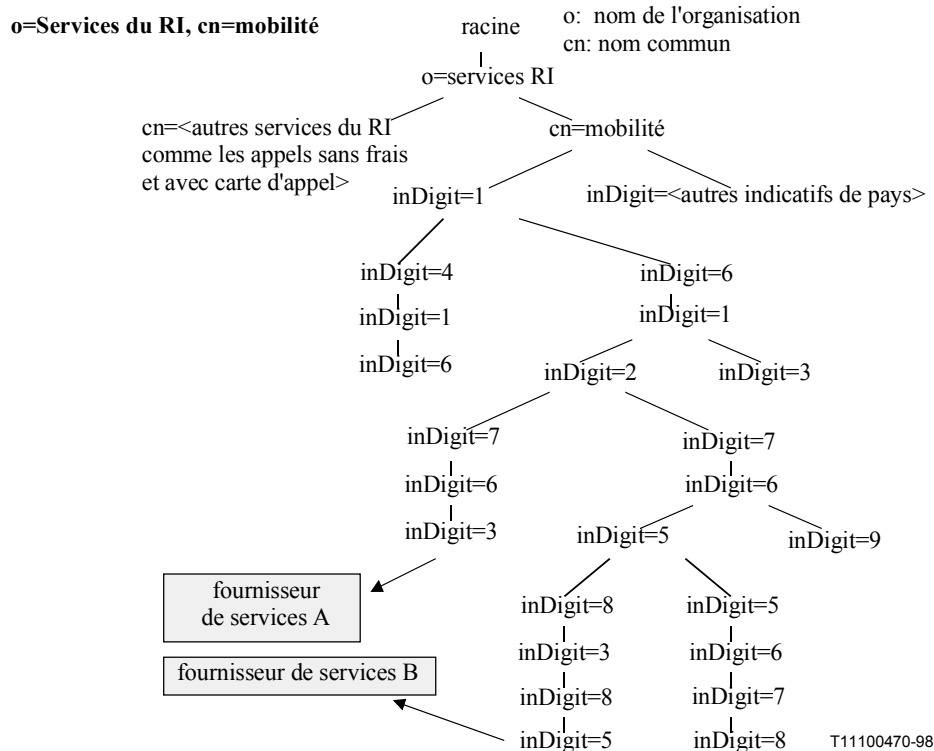 o=Services du RI, cn=mobilité
racine
o: nom de l'organisation
cn: nom commun
o=services RI
cn=<autres services du RI
comme les appels sans frais
et avec carte d'appel>
cn=mobilité
inDigit=1
inDigit=<autres indicatifs de pays>
inDigit=4
inDigit=6
inDigit=1
inDigit=1
inDigit=6
inDigit=2
inDigit=3
inDigit=7
inDigit=7
inDigit=6
inDigit=6
inDigit=3
inDigit=5
inDigit=9
fournisseur
de services A
inDigit=8
inDigit=5
inDigit=3
inDigit=6
fournisseur de services B
inDigit=8
inDigit=7
inDigit=5
inDigit=8
T11100470-98